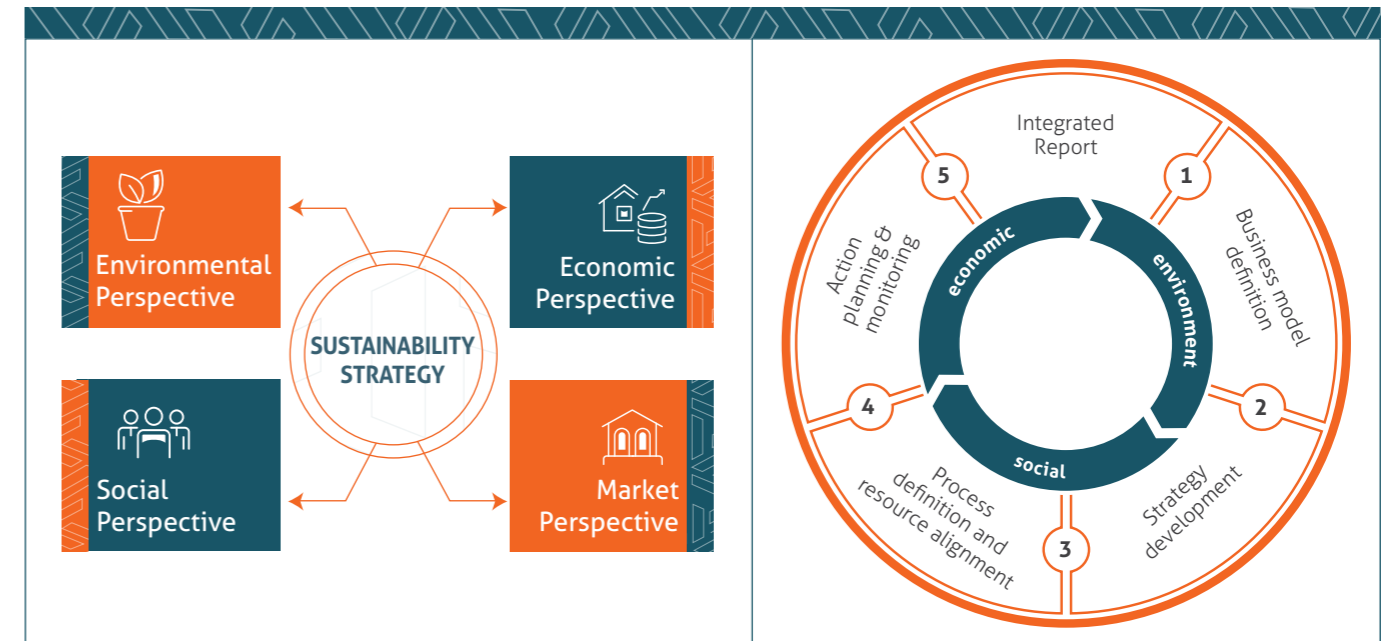 Environmental
Perspective
Economic
Perspective
SUSTAINABILITY
STRATEGY
Social
Perspective
Market
Perspective
Integrated
Report
1
Business model
definition
2
Strategy
development
3
Process
definition and
resource alignment
4
Action
planning &
monitoring
5
economic
environment
social